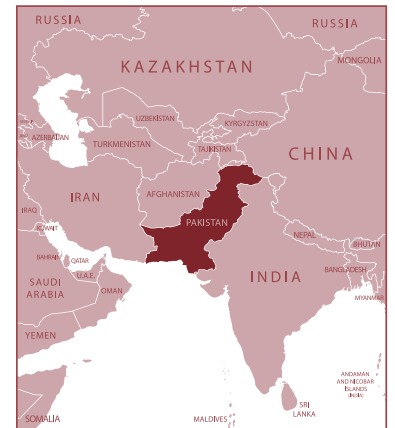 RUSSIA
RUSSIA
KAZAKHSTAN
MONGOLIA
UZBEKISTAN
KYRGYZSTAN
AZERBAIJAN
TURKMENISTAN
TAJIKISTAN
CHINA
IRAN
AFGHANISTAN
IRAQ
PAKISTAN
KUWAIT
NEPAL
BHUTAN
BAHRAIN
QATAR
U.A.E.
SAUDI
ARABIA
OMAN
INDIA
BANGLADESH
MYANMAR
YEMEN
ANDAMAN
AND NICOBAR
ISLANDS
(INDIA)
SRI
LANKA
SOMALIA
MALDIVES